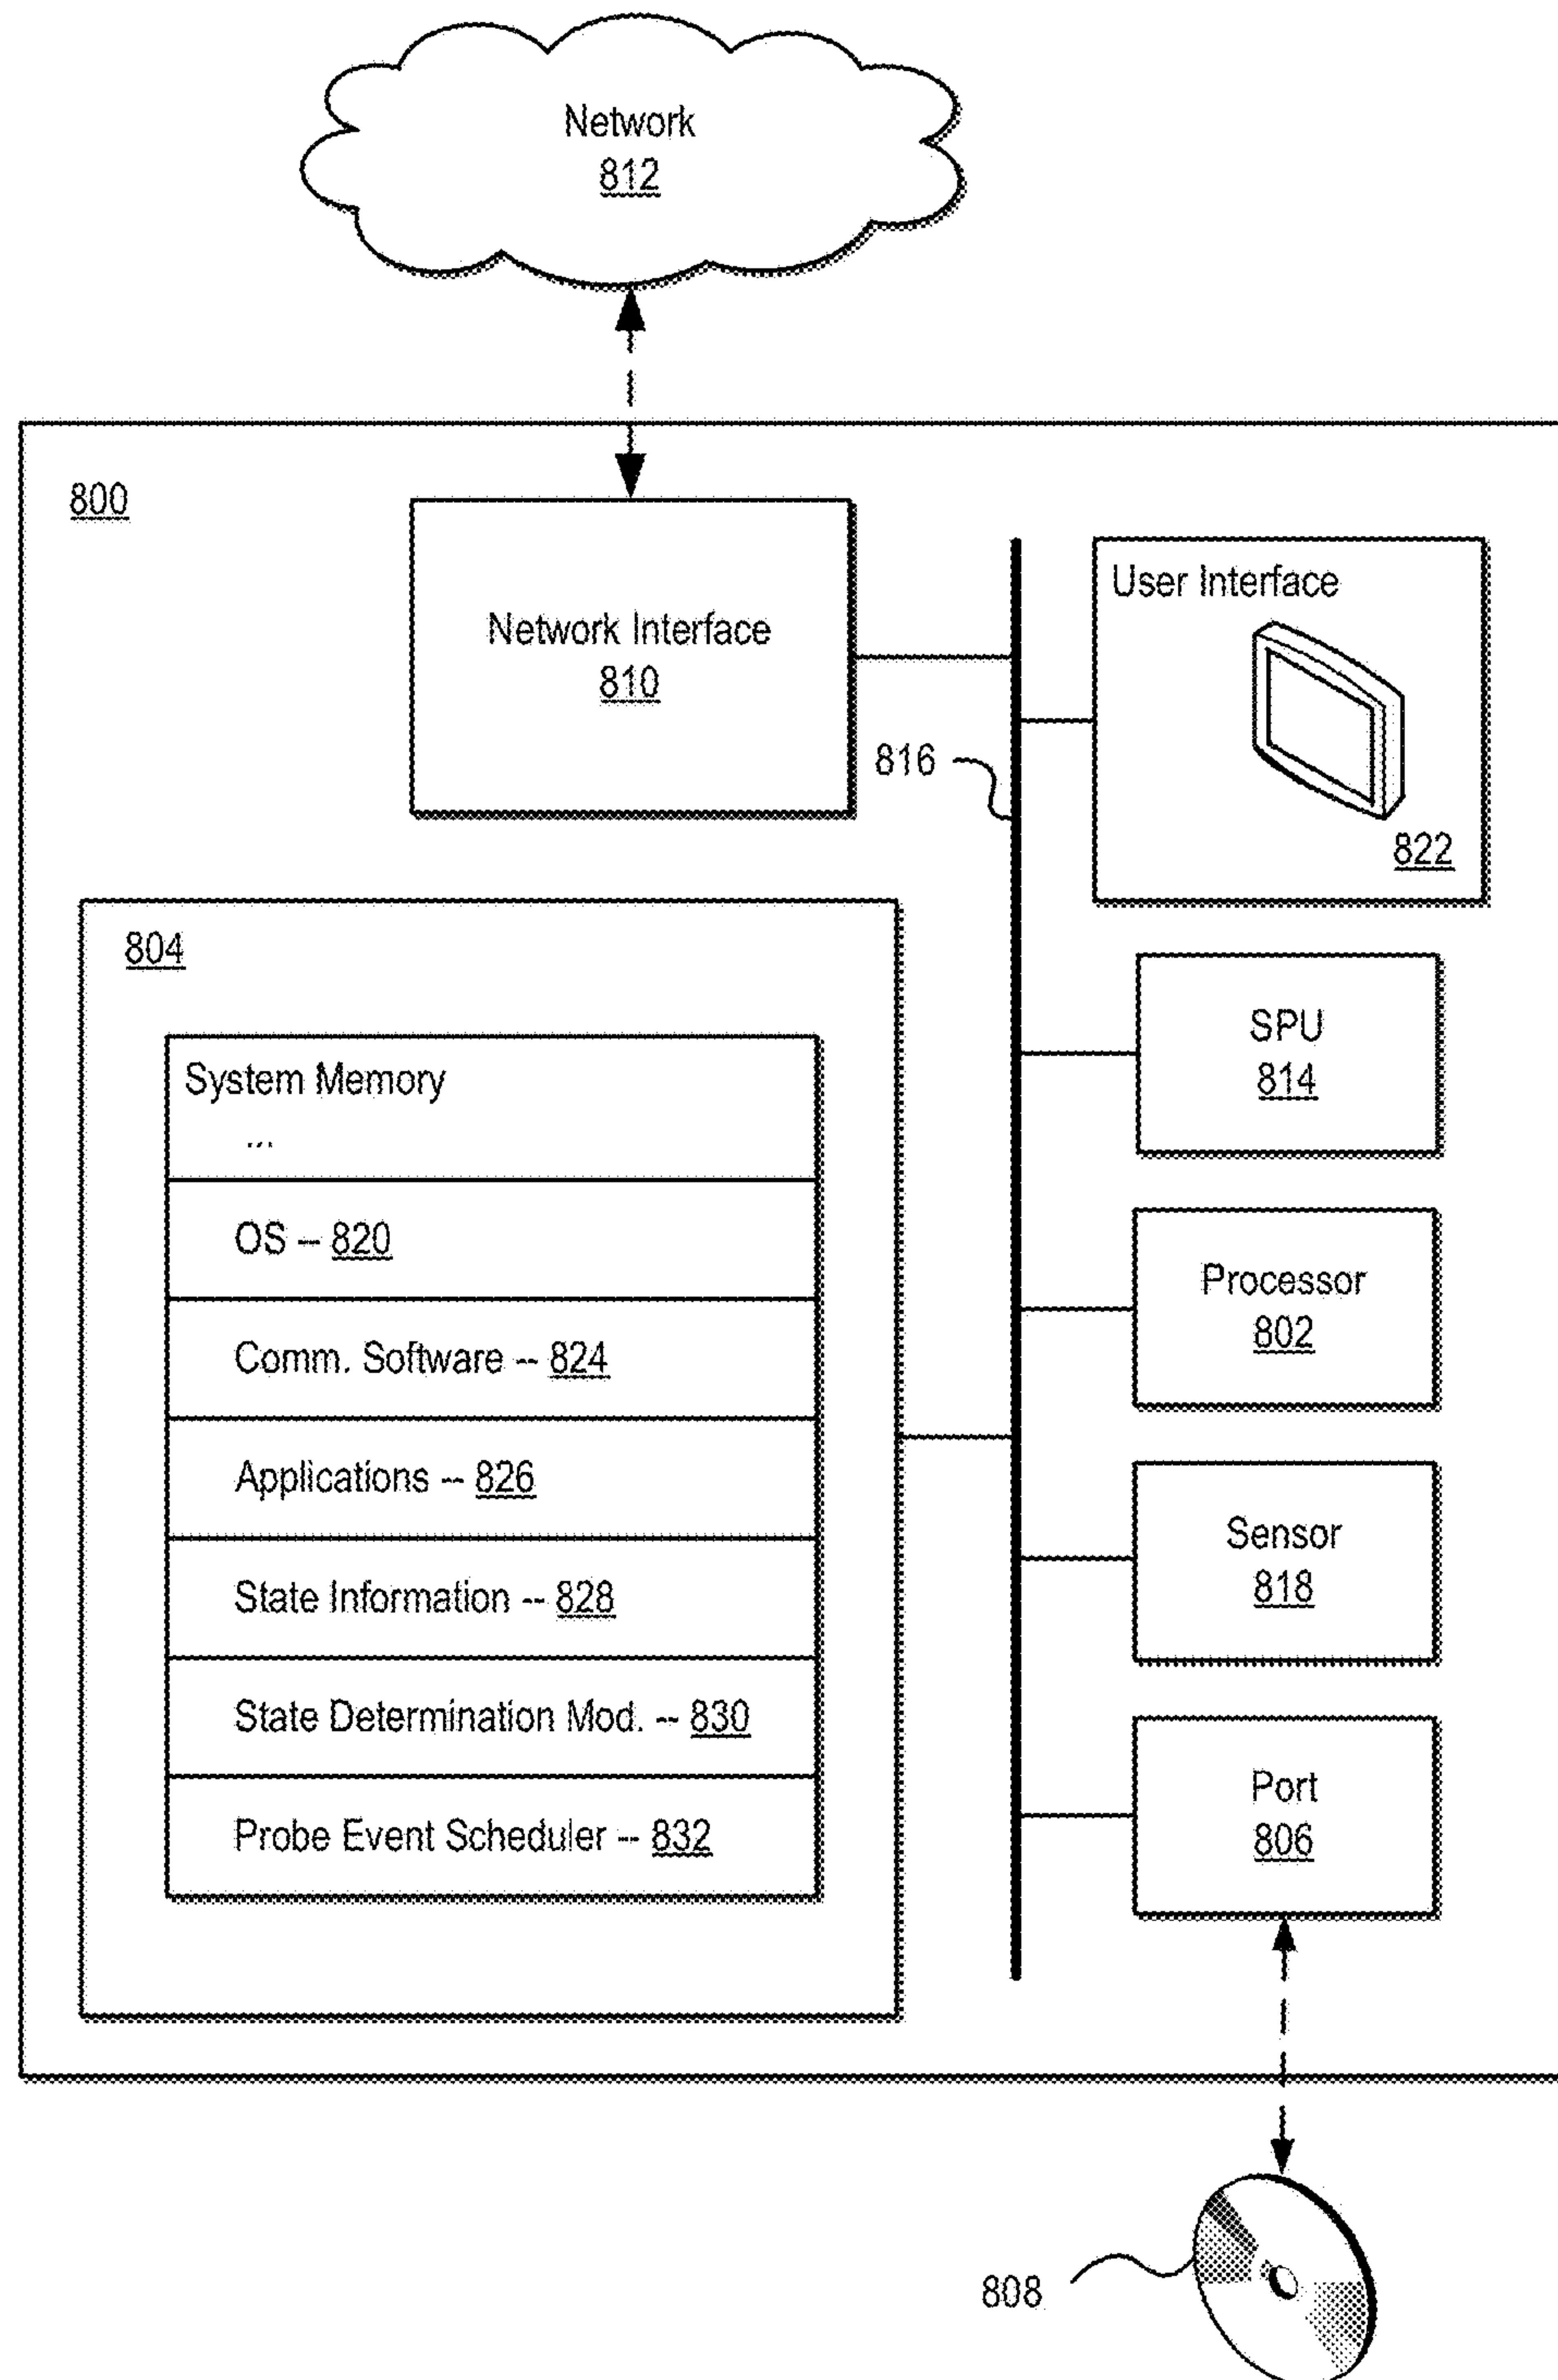 Network
812
800
Network Interface
810
User Interface
822
816
804
System Memory
...
OS -- 820
Comm. Software -- 824
Applications -- 826
State Information -- 828
State Determination Mod. -- 830
Probe Event Scheduler -- 832
SPU
814
Processor
802
Sensor
818
Port
806
808